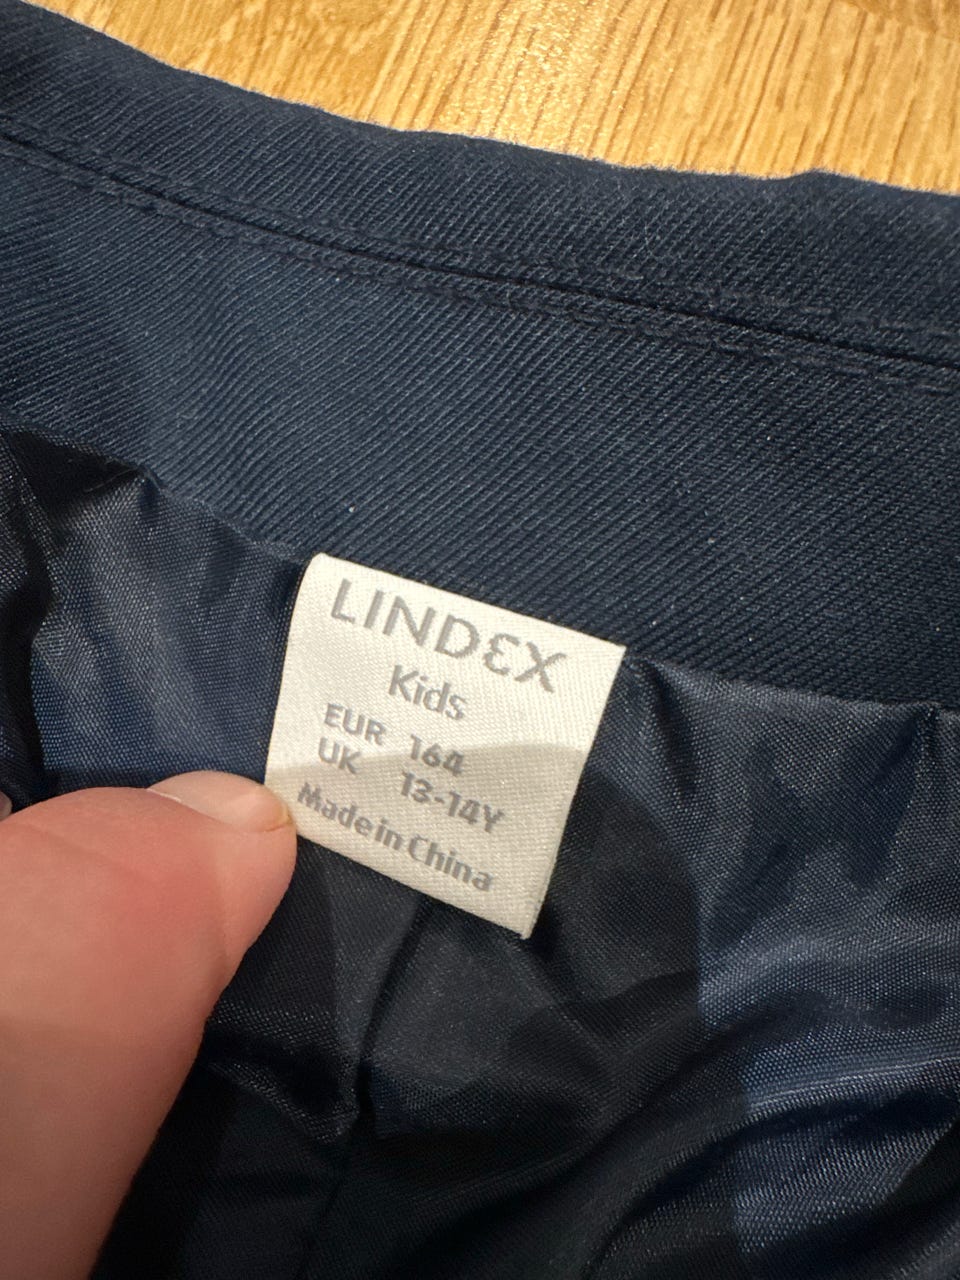 LINDEX
Kids
EUR 164
UK 13-14Y
Made in China